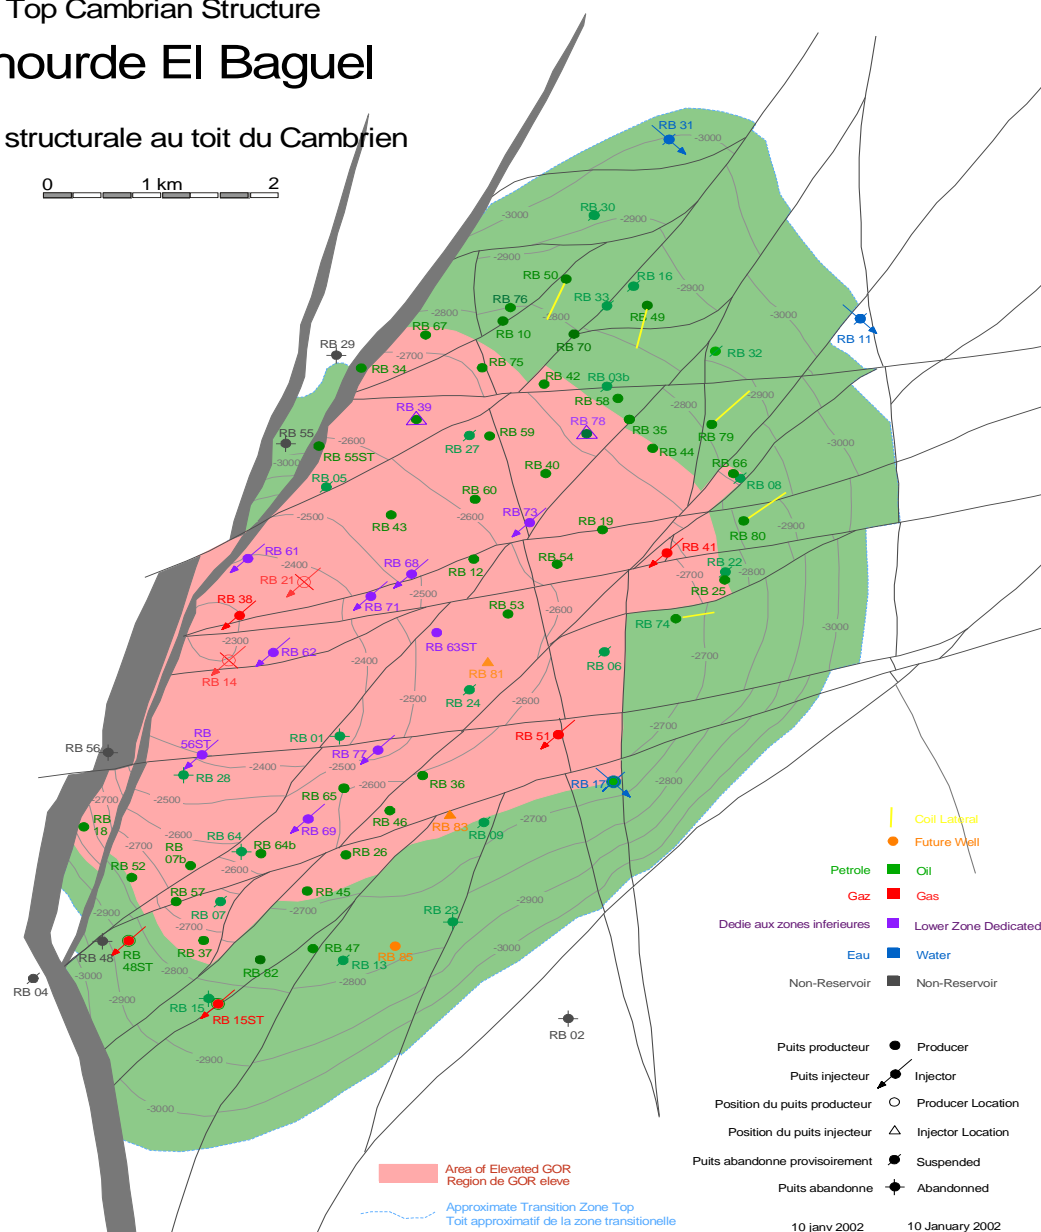 Top Cambrian Structure
hourde El Baguel
structurale au toit du Cambrien
0 1 km 2
RB 31
-3000
RB 30
-3000
-2900
-2900
RB 50
RB 16
-2900
RB 76
RB 33
RB 49
-3000
-2800
-2800
RB 10
RB 67
RB 70
RB 11
RB 29
-2700
RB 32
RB 34
RB 75
RB 42
RB 03b
-2900
RB 58
RB 39
-2800
RB 78
RB 35
RB 55
-2600
RB 59
RB 79
-3000
RB 27
RB 55ST
RB 44
-3000
RB 40
RB 66
RB 05
RB 08
RB 60
RB 43
-2500
-2600
RB 73
RB 19
RB 80
-2900
RB 61
RB 41
-2400
RB 68
RB 54
RB 22
RB 21
RB 12
-2700
-2800
RB 38
-2500
RB 25
RB 71
RB 53
-2600
RB 74
-3000
-2300
RB 63ST
RB 62
-2400
RB 06
-2700
RB 81
RB 14
RB 24
-2500
-2600
-2700
RB
56ST
RB 01
RB 51
RB 56
RB 77
-2400
-2500
RB 28
RB 36
RB 17
-2800
-2600
RB 65
-2700
-2500
RB 46
RB 83
-2700
RB
18
RB 69
-2600
RB 09
RB 64
RB 64b
-2700
RB
07b
RB 26
RB 52
-2600
RB 57
RB 45
-2900
RB 07
-2700
-2900
RB 23
-2700
RB 48
RB
48ST
RB 37
RB 47
-3000
RB 85
RB 13
-3000
-2800
RB 82
-2800
RB 04
-2900
RB 15
RB 15ST
RB 02
-2900
-3000
Coil Lateral
Future Well
Petrole Oil
Gaz Gas
Dedie aux zones inferieures Lower Zone Dedicated
Eau Water
Non-Reservoir Non-Reservoir
Puits producteur Producer
Puits injecteur Injector
Position du puits producteur Producer Location
Position du puits injecteur Injector Location
Puits abandonne provisoirement Suspended
Puits abandonne Abandonned
Area of Elevated GOR
Region de GOR eleve
Approximate Transition Zone Top
Toit approximatif de la zone transitionelle
10 janv 2002 10 January 2002